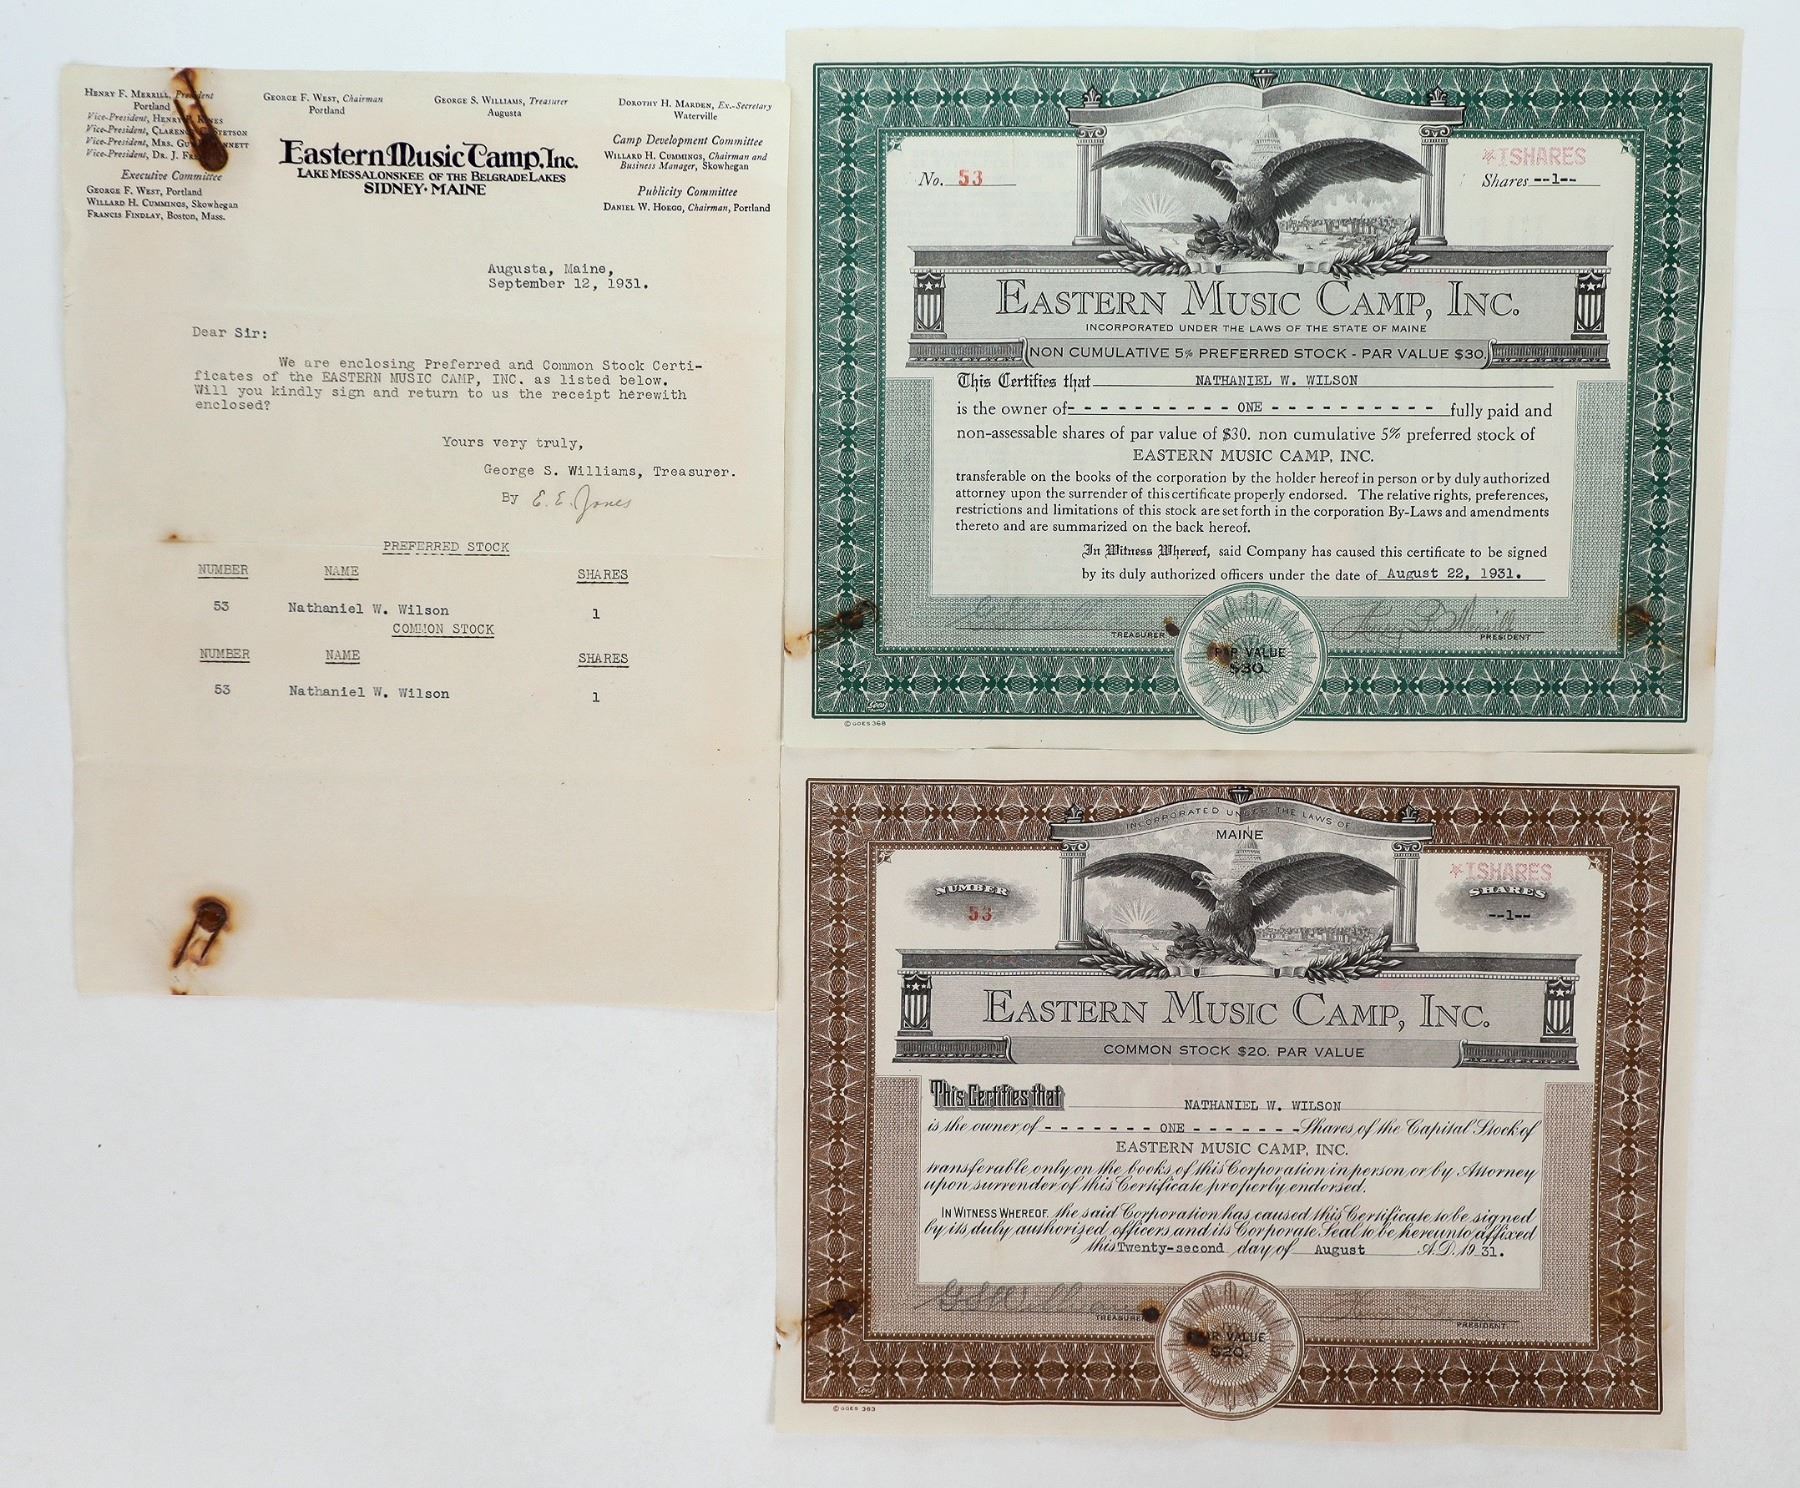 HENRY F. MERRILL, President
Portland
Vice-President, HENRY
Vice-President, CLARENCE STETSON
Vice-President, MRS.
Vice-President, DR. J.
Executive Committee
GEORGE F. WEST, Portland
WILLARD H. CUMMINGS, Skowhegan
FRANCIS FINDLAY, Boston, Mass.
GEORGE F. WEST, Chairman
Portland
GEORGE S. WILLIAMS, Treasurer
Augusta
DOROTHY H. MARDEN, Ex.-Secretary
Waterville
Camp Development Committee
WILLARD H. CUMMINGS, Chairman and
Business Manager, Skowhegan
Publicity Committee
DANIEL W. HOEGG, Chairman, Portland
Eastern Music Camp, Inc.
LAKE MESSALONSKEE OF THE BELGRADE LAKES
SIDNEY • MAINE
Augusta, Maine,
September 12, 1931.
Dear Sir:
We are enclosing Preferred and Common Stock Certi-
ficates of the EASTERN MUSIC CAMP, INC. as listed below.
Will you kindly sign and return to us the receipt herewith
enclosed?
Yours very truly,
George S. Williams, Treasurer.
By E. E. Jones
PREFERRED STOCK
NUMBER NAME SHARES
53 Nathaniel W. Wilson 1
COMMON STOCK
NUMBER NAME SHARES
53 Nathaniel W. Wilson 1
No. 53
*1SHARES
Shares --1--
EASTERN MUSIC CAMP, INC.
INCORPORATED UNDER THE LAWS OF THE STATE OF MAINE
NON CUMULATIVE 5% PREFERRED STOCK - PAR VALUE $30.
This Certifies that NATHANIEL W. WILSON
is the owner of- - - - - - - - - - - ONE - - - - - - - - - - - fully paid and
non-assessable shares of par value of $30. non cumulative 5% preferred stock of
EASTERN MUSIC CAMP, INC.
transferable on the books of the corporation by the holder hereof in person or by duly authorized
attorney upon the surrender of this certificate properly endorsed. The relative rights, preferences,
restrictions and limitations of this stock are set forth in the corporation By-Laws and amendments
thereto and are summarized on the back hereof.
In Witness Whereof, said Company has caused this certificate to be signed
by its duly authorized officers under the date of August 22, 1931.
Henry F. Merrill
TREASURER PRESIDENT
PAR VALUE
$30.
Goes
© GOES 368
INCORPORATED UNDER THE LAWS OF
MAINE
NUMBER
53
*1SHARES
SHARES
--1--
EASTERN MUSIC CAMP, INC.
COMMON STOCK $20. PAR VALUE
This Certifies that NATHANIEL W. WILSON
is the owner of - - - - - - - ONE - - - - - - - Shares of the Capital Stock of
EASTERN MUSIC CAMP, INC.
transferable only on the books of this Corporation in person or by Attorney
upon surrender of this Certificate properly endorsed.
IN WITNESS WHEREOF, the said Corporation has caused this Certificate to be signed
by its duly authorized officers and its Corporate Seal to be hereunto affixed
this Twenty-second day of August A.D. 19 31.
G S Williams Henry F. Merrill
TREASURER PRESIDENT
PAR VALUE
$20.
Goes
© GOES 363